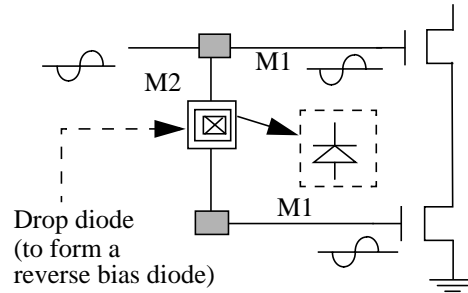 M1
M2
M1
Drop diode
(to form a
reverse bias diode)